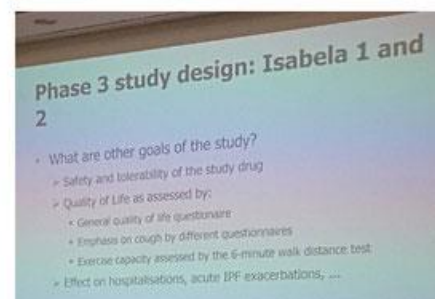 Phase 3 study design: Isabela 1 and
2
• What are other goals of the study?
➢ Safety and tolerability of the study drug
➢ Quality of Life as assessed by:
• General quality of life questionaire
• Emphasis on cough by different questionnaires
• Exercise capacity assessed by the 6-minute walk distance test
➢ Effect on hospitalisations, acute IPF exacerbations, ...